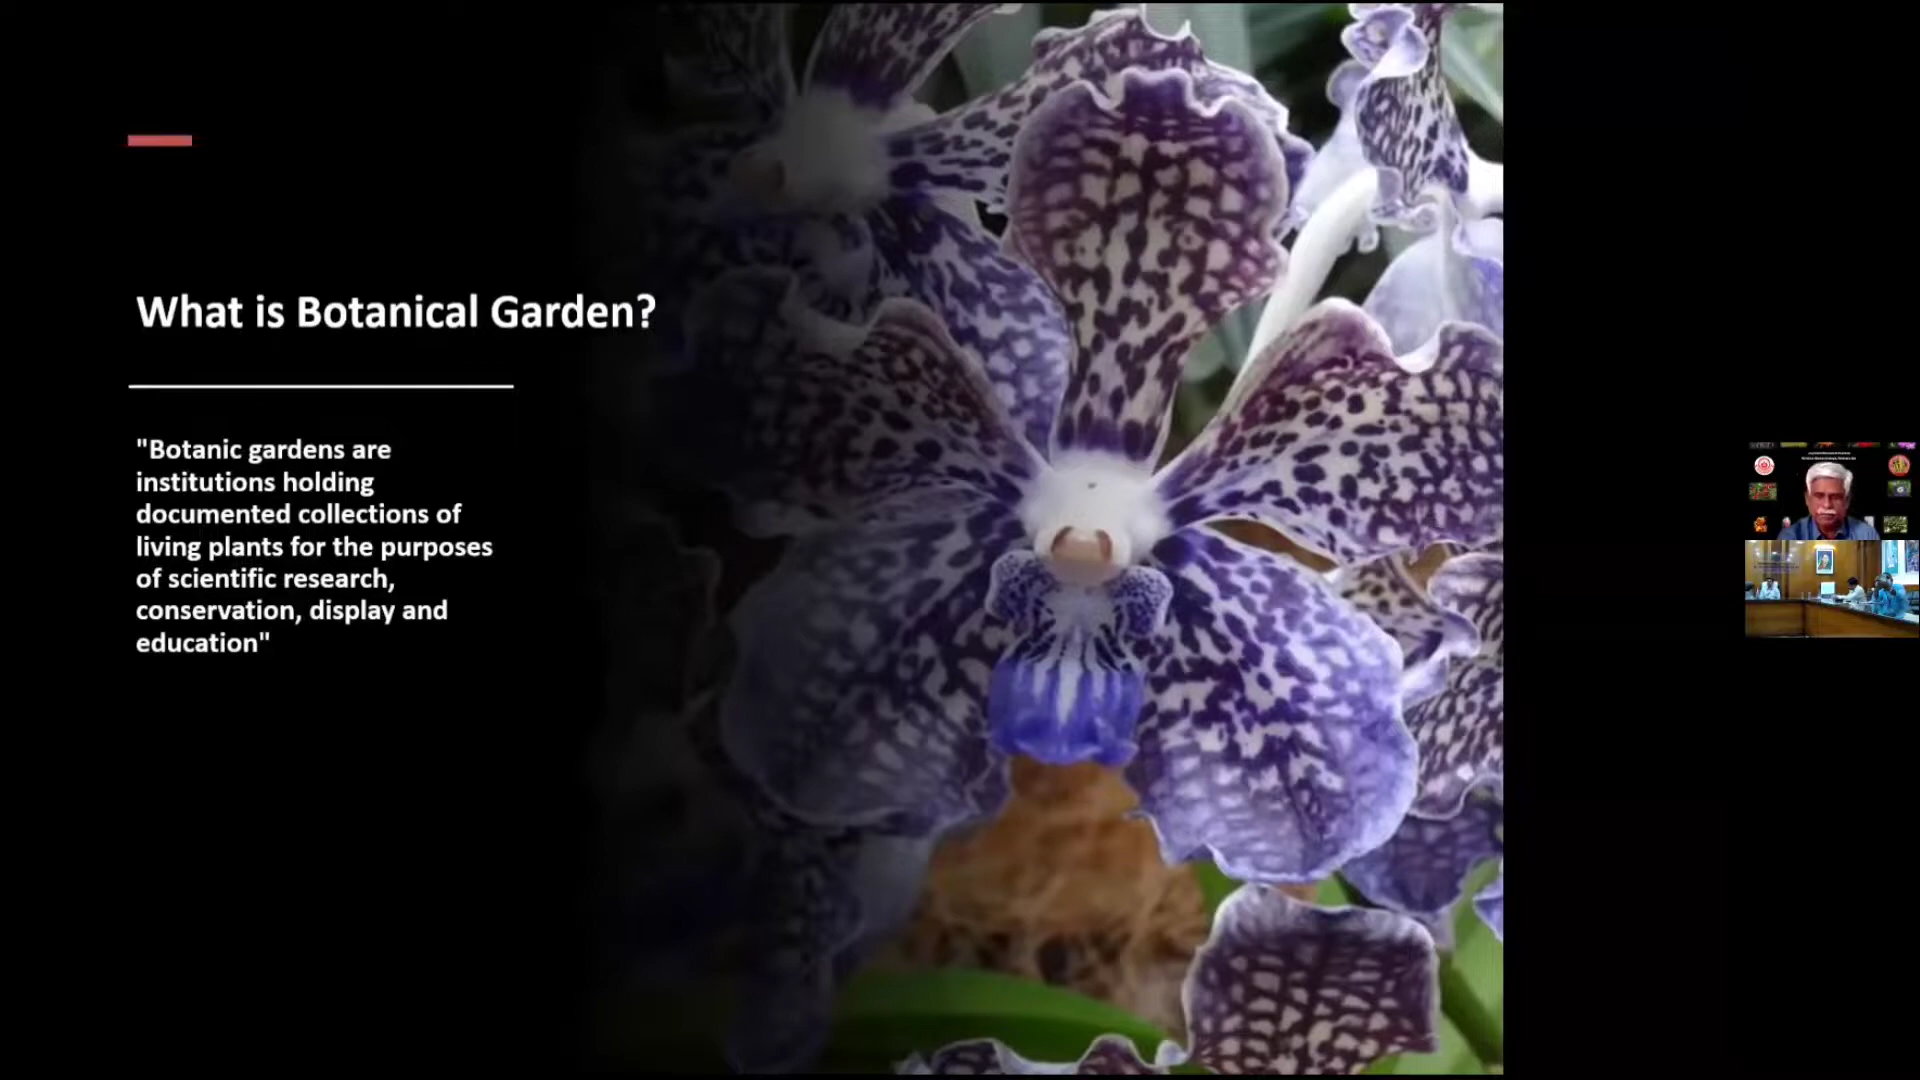 What is Botanical Garden?
"Botanic gardens are
institutions holding
documented collections of
living plants for the purposes
of scientific research,
conservation, display and
education"